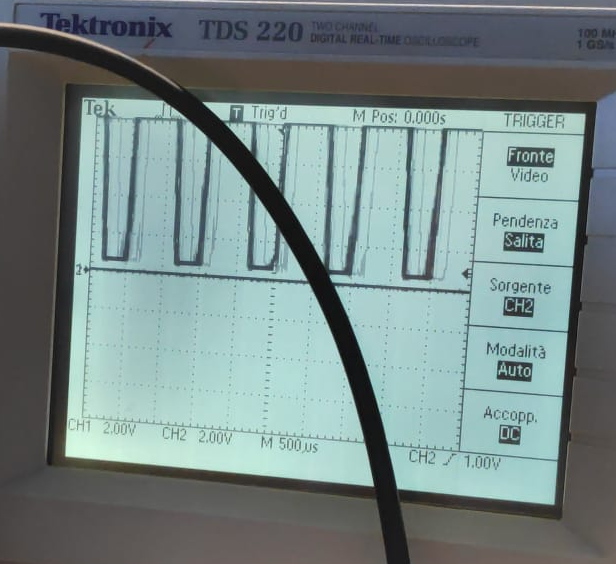 Tektronix TDS 220 TWO CHANNEL DIGITAL REAL-TIME OSCILLOSCOPE
100 MH
1 GS/s
Tek T Trig'd M Pos: 0.000s TRIGGER
Fronte
Video
Pendenza
Salita
Sorgente
CH2
Modalità
Auto
Accopp.
DC
2
CH1 2.00V CH2 2.00V M 500µs CH2 1.00V